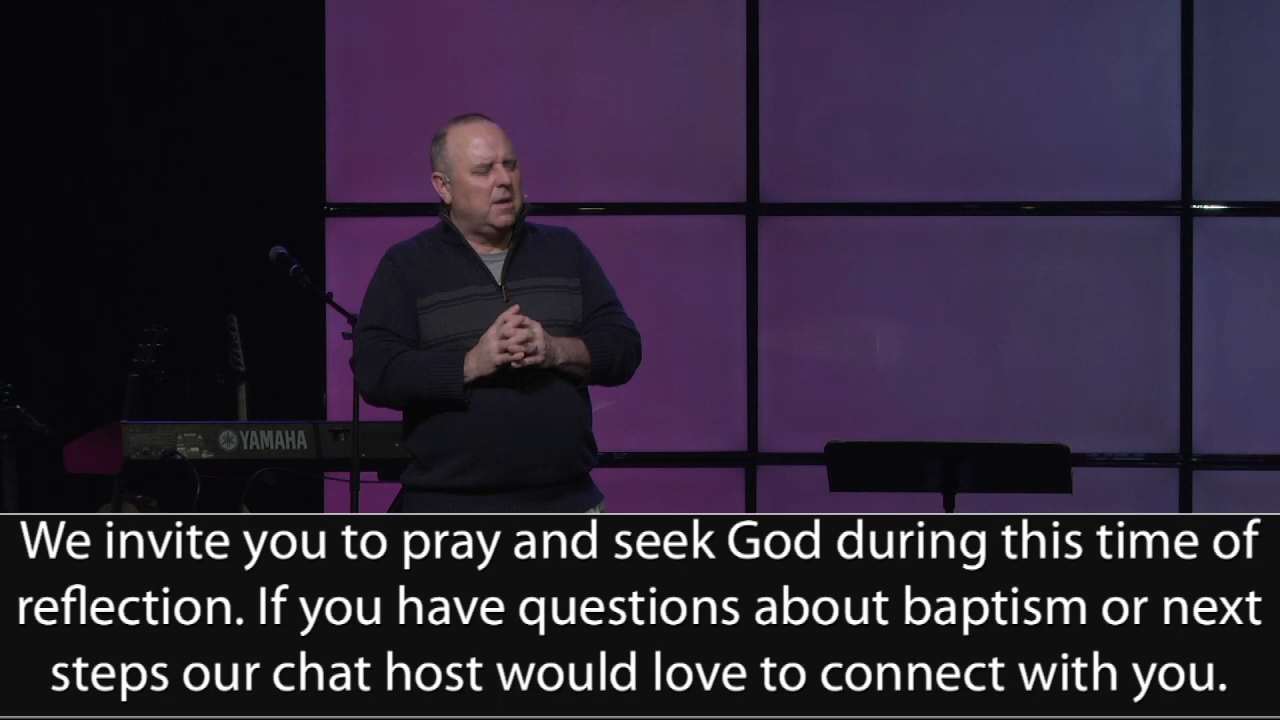 YAMAHA
We invite you to pray and seek God during this time of
reflection. If you have questions about baptism or next
steps our chat host would love to connect with you.